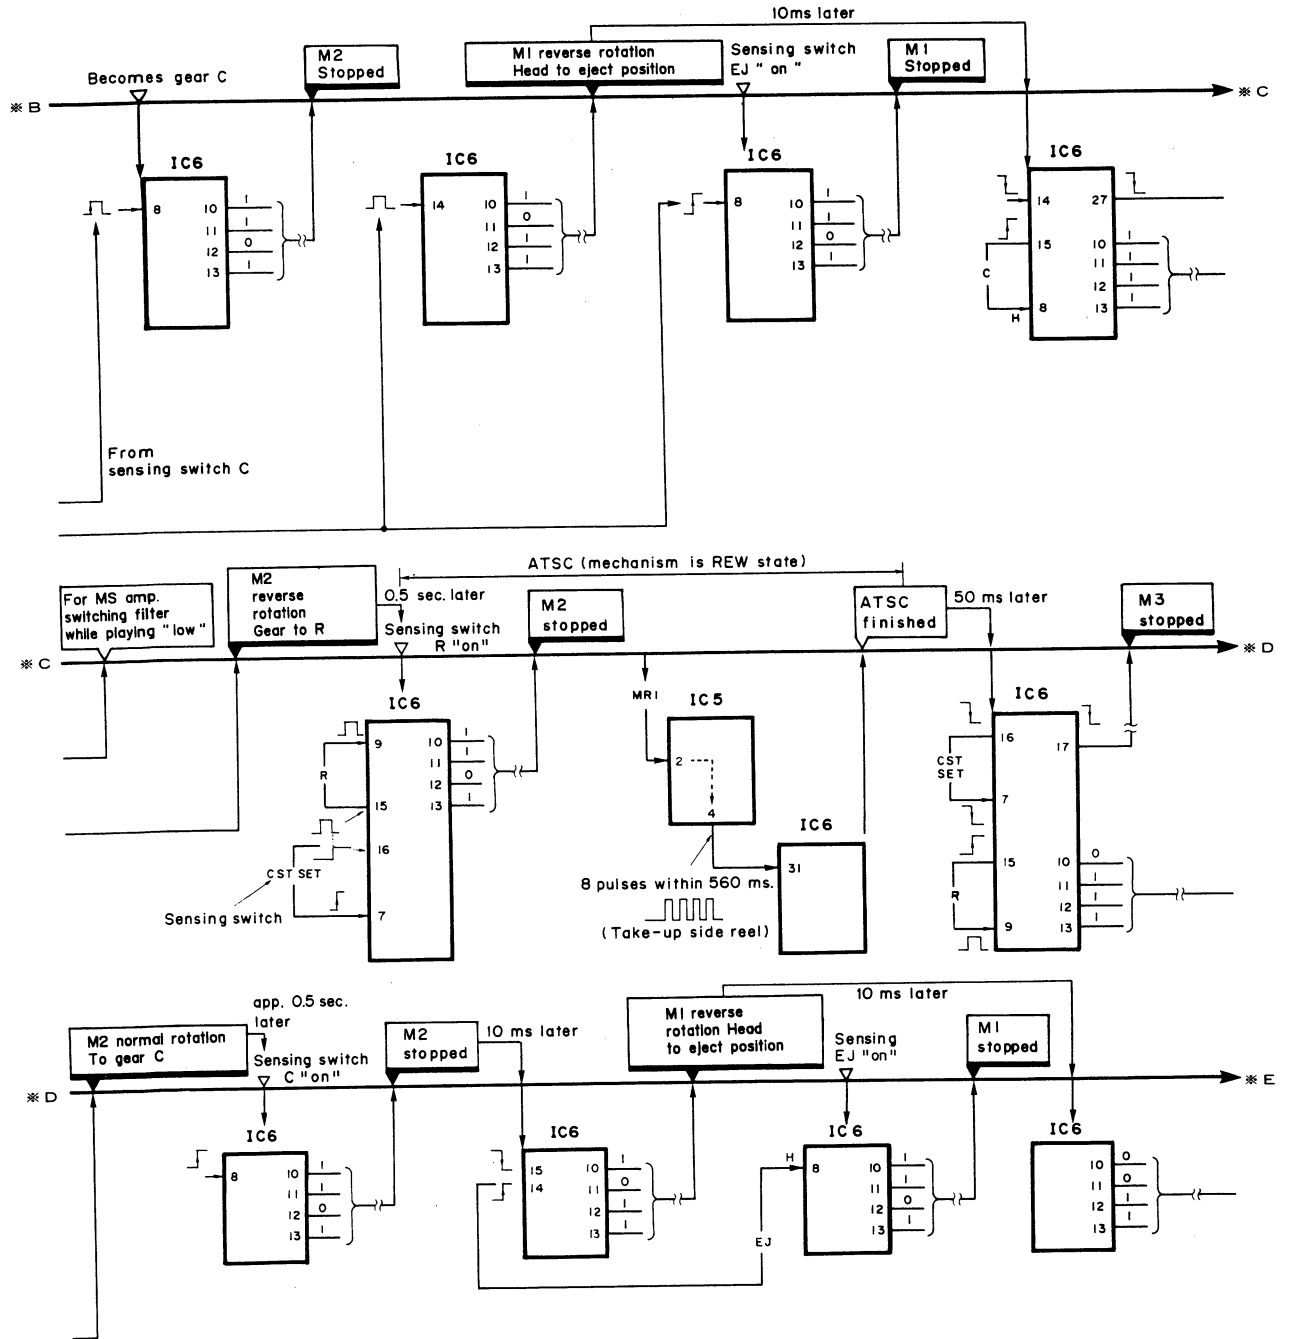 10ms later
M2
Stopped
M1 reverse rotation
Head to eject position
Sensing switch
EJ " on "
M1
Stopped
Becomes gear C
※ B
※ C
IC6
8
10 1
11 1
12 0
13 1
IC6
14
10 1
11 0
12 1
13 1
IC6
8
10 1
11 1
12 0
13 1
IC6
14
27
15
10 1
11 1
C
12 1
8
13 1
H
From
sensing switch C
ATSC (mechanism is REW state)
For MS amp.
switching filter
while playing "low"
M2
reverse
rotation
Gear to R
0.5 sec. later
Sensing switch
R "on"
M2
stopped
ATSC
finished
50 ms later
M3
stopped
※ C
※ D
IC6
9
10 1
11 1
R
12 0
15
13 1
16
CST SET
Sensing switch
7
MR1
IC5
2
4
8 pulses within 560 ms.
(Take-up side reel)
IC6
31
IC6
16
17
CST
SET
7
15
10 0
11 1
R
12 1
9
13 1
app. 0.5 sec.
later
M2 normal rotation
To gear C
Sensing switch
C "on"
M2
stopped
10 ms later
M1 reverse
rotation Head
to eject position
10 ms later
Sensing
EJ "on"
M1
stopped
※ D
※ E
IC6
8
10 1
11 1
12 0
13 1
IC6
15
14
10 1
11 0
12 1
13 1
EJ
H
IC6
8
10 1
11 1
12 0
13 1
IC6
10 0
11 0
12 1
13 1